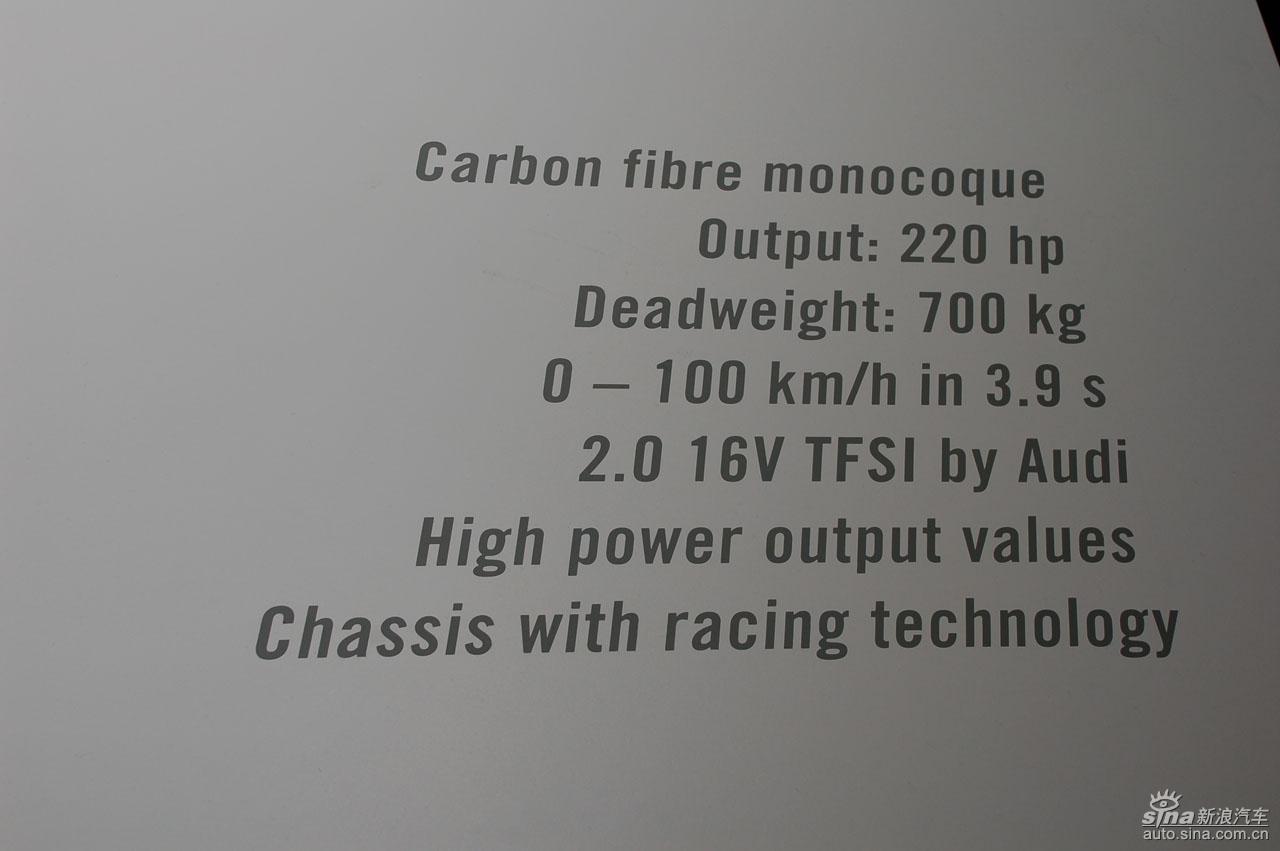 Carbon fibre monocoque
Output: 220 hp
Deadweight: 700 kg
0 – 100 km/h in 3.9 s
2.0 16V TFSI by Audi
High power output values
Chassis with racing technology
sina新浪汽车
auto.sina.com.cn